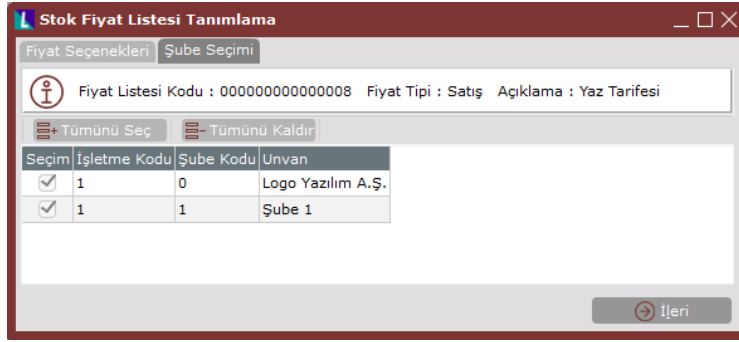 Stok Fiyat Listesi Tanımlama
Fiyat Seçenekleri Şube Seçimi
Fiyat Listesi Kodu : 000000000000008 Fiyat Tipi : Satış Açıklama : Yaz Tarifesi
Tümünü Seç Tümünü Kaldır
Seçim İşletme Kodu Şube Kodu Unvan
1 0 Logo Yazılım A.Ş.
1 1 Şube 1
İleri